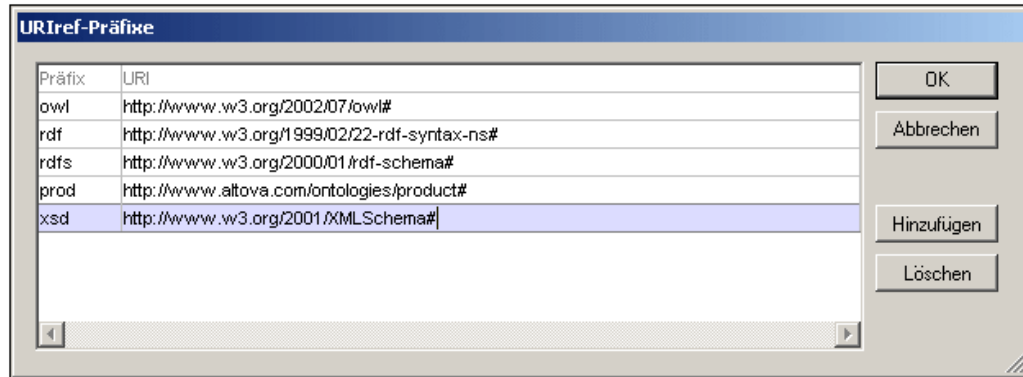 URIref-Präfixe
Präfix URI
owl http://www.w3.org/2002/07/owl#
rdf http://www.w3.org/1999/02/22-rdf-syntax-ns#
rdfs http://www.w3.org/2000/01/rdf-schema#
prod http://www.altova.com/ontologies/product#
xsd http://www.w3.org/2001/XMLSchema#
OK
Abbrechen
Hinzufügen
Löschen